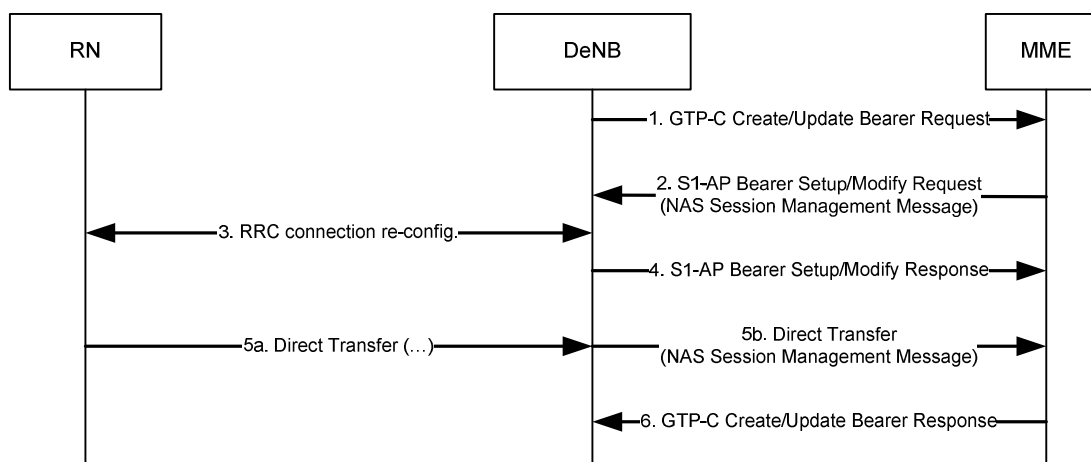 RN
DeNB
MME
1. GTP-C Create/Update Bearer Request
2. S1-AP Bearer Setup/Modify Request
(NAS Session Management Message)
3. RRC connection re-config.
4. S1-AP Bearer Setup/Modify Response
5a. Direct Transfer (...)
5b. Direct Transfer
(NAS Session Management Message)
6. GTP-C Create/Update Bearer Response